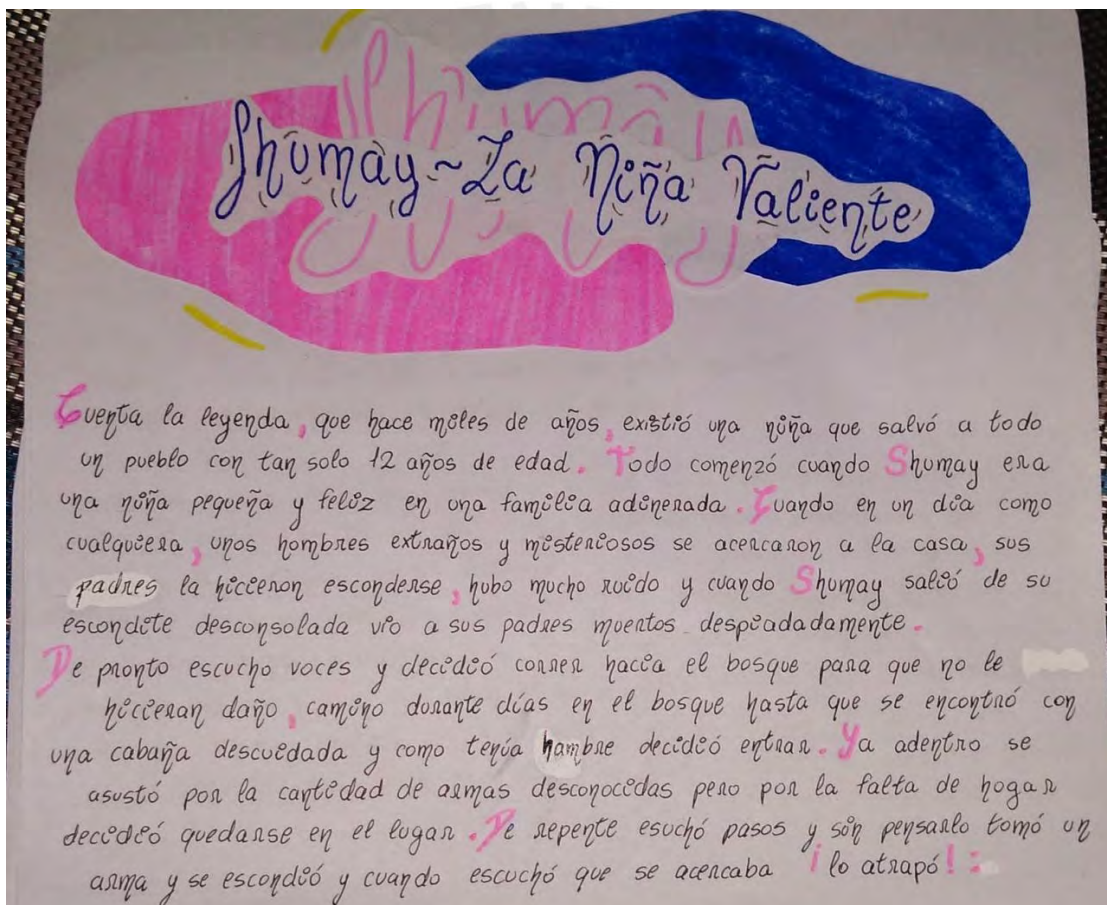 Shumay
Shumay ~ La Niña Valiente
Cuenta la leyenda, que hace miles de años, existió una niña que salvó a todo
un pueblo con tan solo 12 años de edad. Todo comenzó cuando Shumay era
una niña pequeña y feliz en una familia adinerada. Cuando en un día como
cualquiera, unos hombres extraños y misteriosos se acercaron a la casa, sus
padres la hicieron esconderse, hubo mucho ruido y cuando Shumay salió de su
escondite desconsolada vio a sus padres muertos despiadadamente.
De pronto escucho voces y decidió correr hacia el bosque para que no le
hicieran daño, camino durante días en el bosque hasta que se encontró con
una cabaña descuidada y como tenía hambre decidió entrar. Ya adentro se
asustó por la cantidad de armas desconocidas pero por la falta de hogar
decidió quedarse en el lugar. De repente esuchó pasos y sin pensarlo tomó un
arma y se escondió y cuando escuchó que se acercaba ¡lo atrapó! :